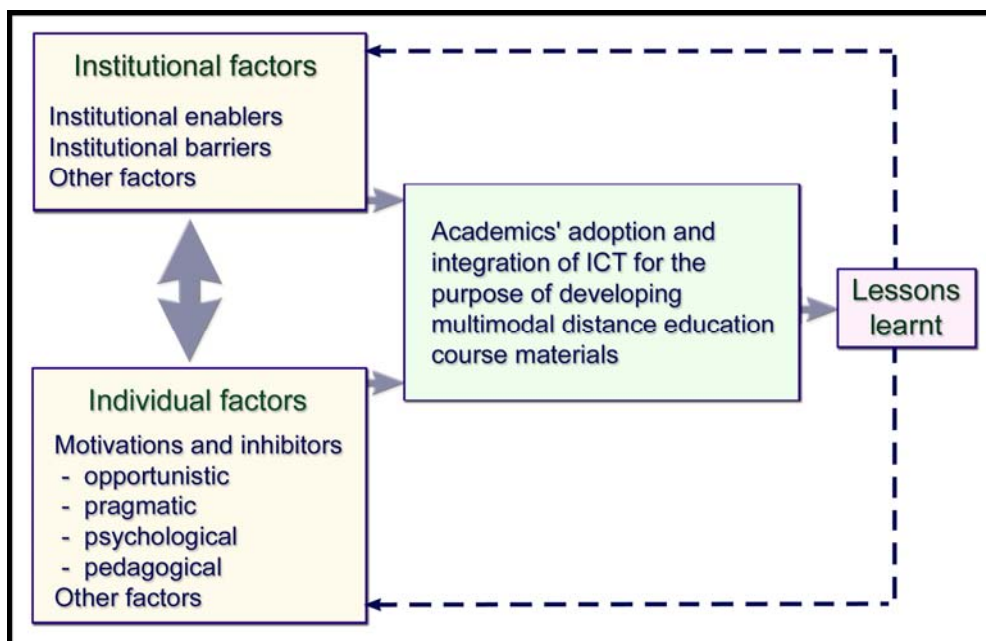 Institutional factors
Institutional enablers
Institutional barriers
Other factors
Academics' adoption and
integration of ICT for the
purpose of developing
multimodal distance education
course materials
Lessons
learnt
Individual factors
Motivations and inhibitors
- opportunistic
- pragmatic
- psychological
- pedagogical
Other factors